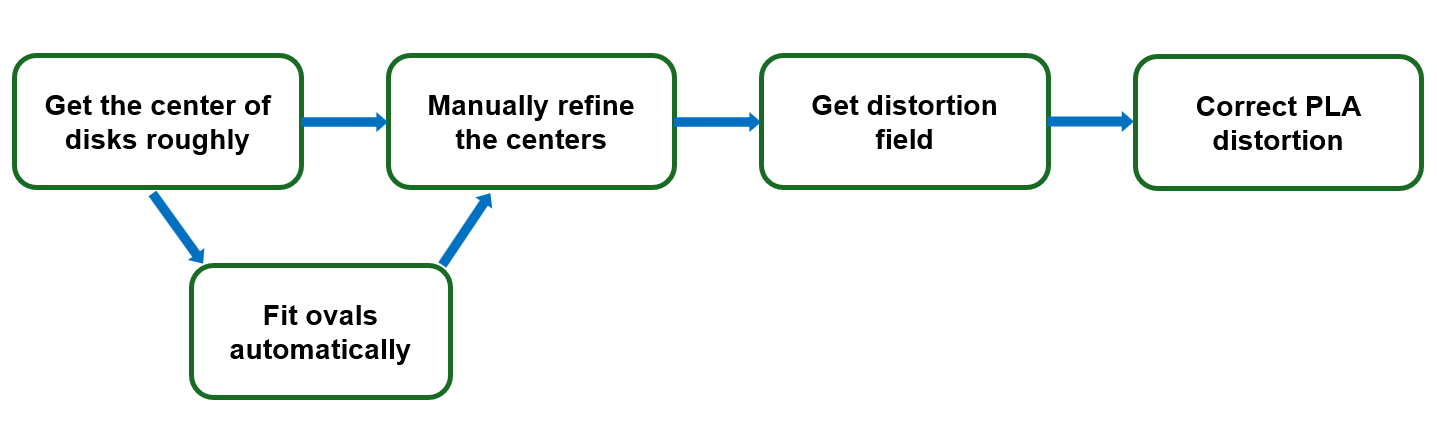 Get the center of
disks roughly
Manually refine
the centers
Get distortion
field
Correct PLA
distortion
Fit ovals
automatically